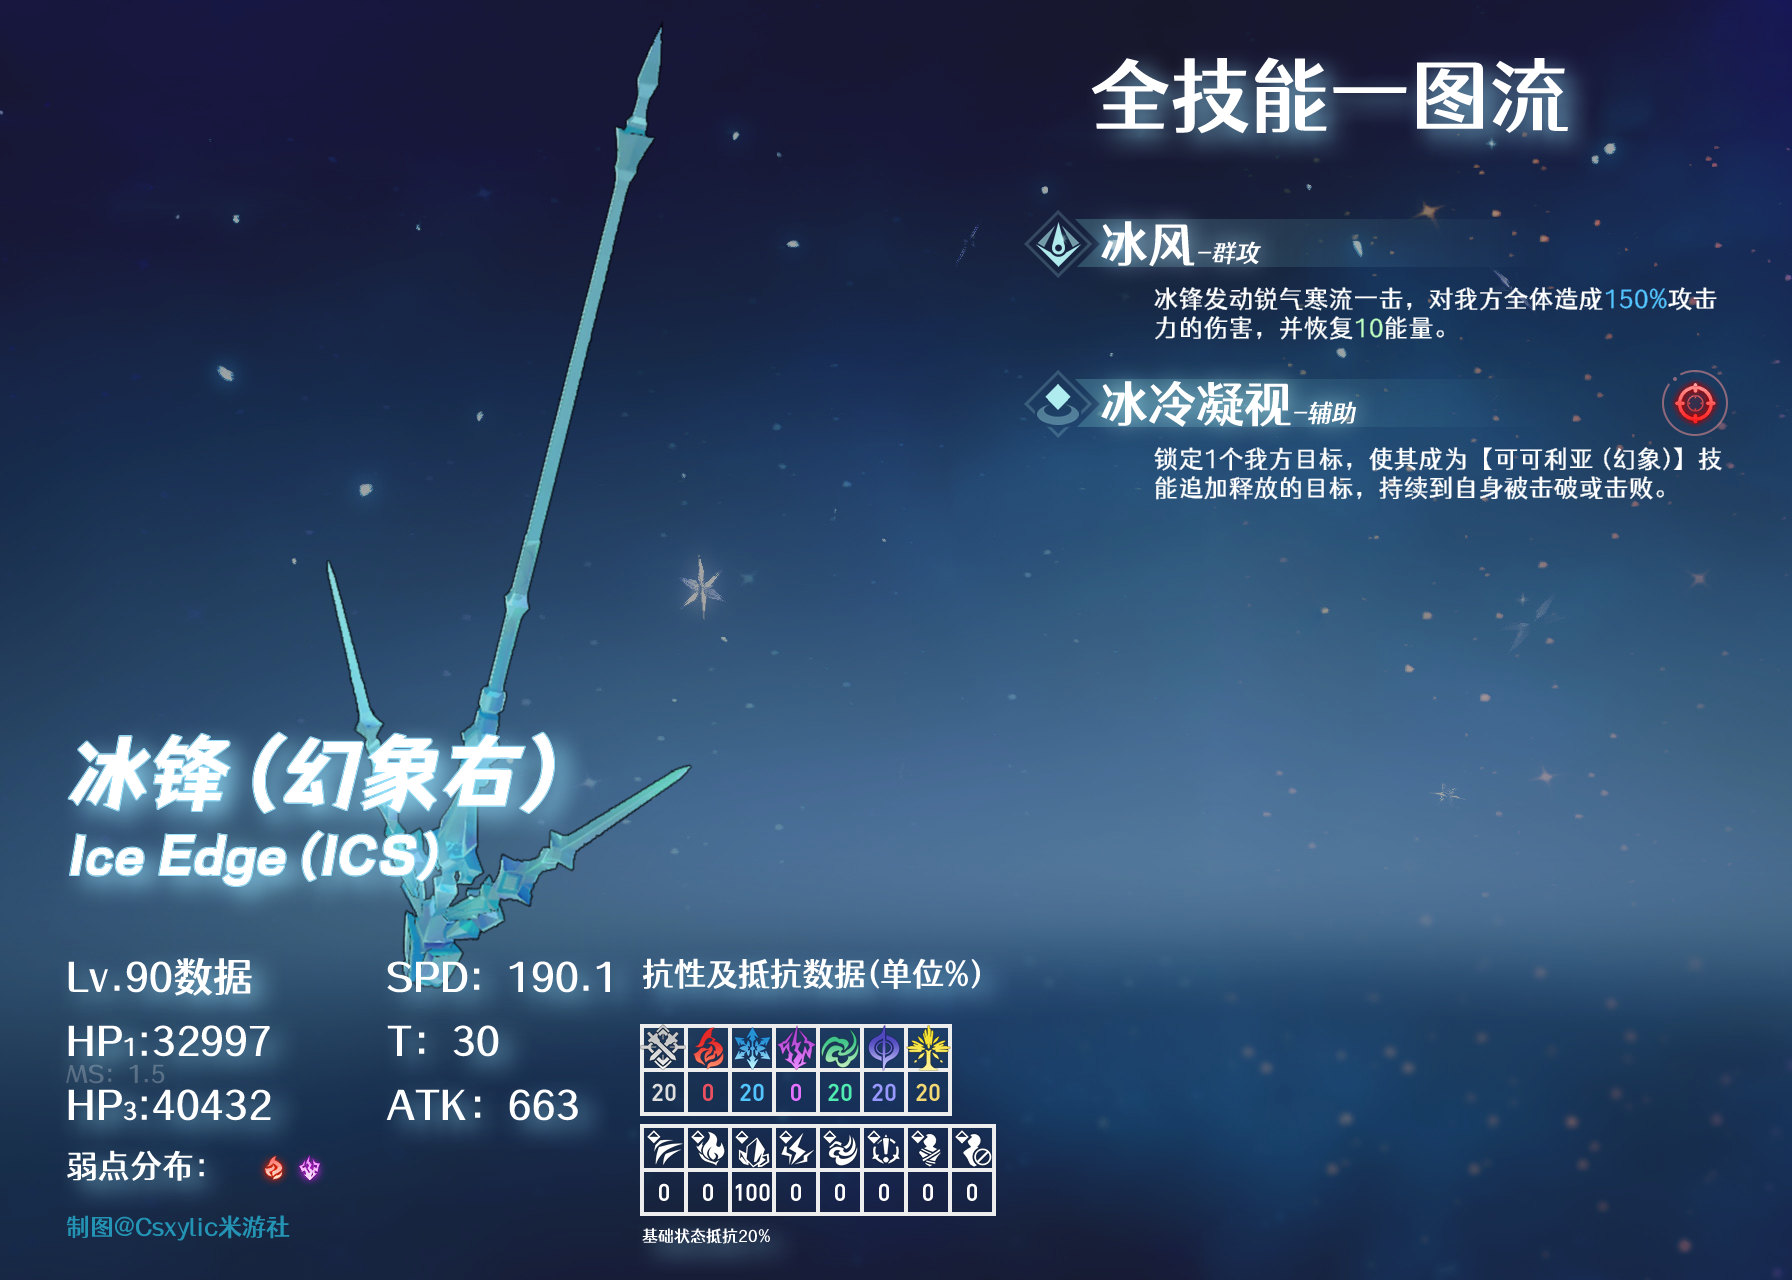 全技能一图流
冰风-群攻
冰锋发动锐气寒流一击，对我方全体造成150%攻击
力的伤害，并恢复10能量。
冰冷凝视-辅助
锁定1个我方目标，使其成为【可可利亚（幻象）】技
能追加释放的目标，持续到自身被击破或击败。
冰锋（幻象右）
Ice Edge (ICS)
Lv.90数据
SPD：190.1
HP1:32997
T：30
MS：1.5
HP3:40432
ATK：663
弱点分布：
制图@Csxylic米游社
抗性及抵抗数据(单位%)
20 0 20 0 20 20 20
0 0 100 0 0 0 0 0
基础状态抵抗20%